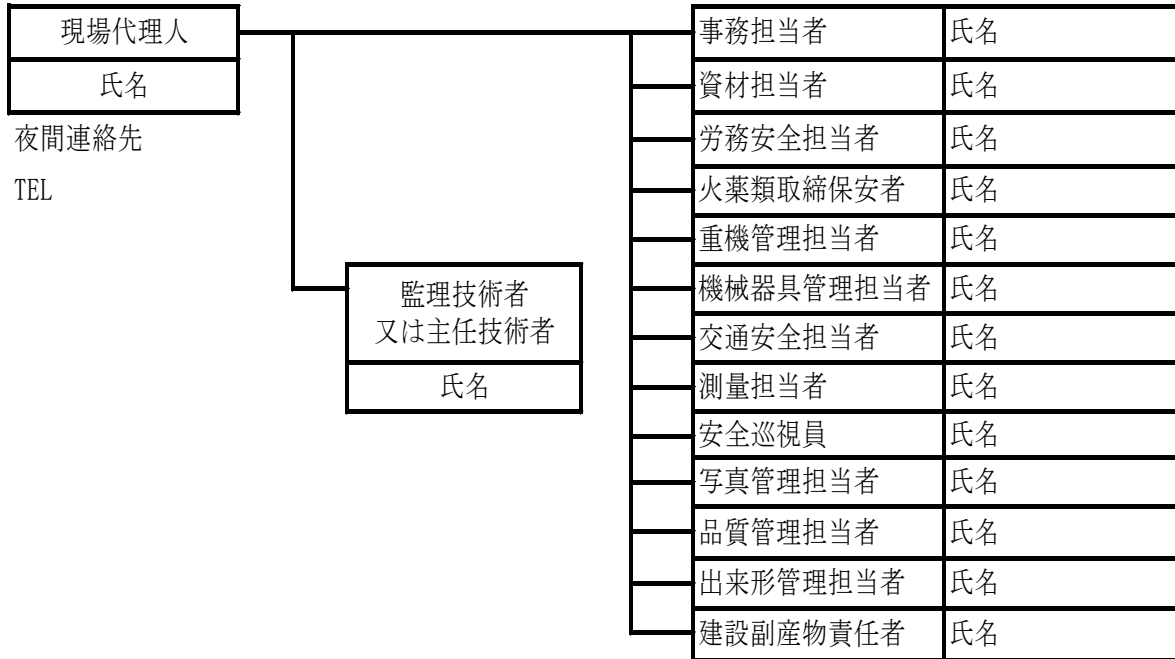 現場代理人
氏名
夜間連絡先
TEL
監理技術者
又は主任技術者
氏名
事務担当者 氏名
資材担当者 氏名
労務安全担当者 氏名
火薬類取締保安者 氏名
重機管理担当者 氏名
機械器具管理担当者 氏名
交通安全担当者 氏名
測量担当者 氏名
安全巡視員 氏名
写真管理担当者 氏名
品質管理担当者 氏名
出来形管理担当者 氏名
建設副産物責任者 氏名